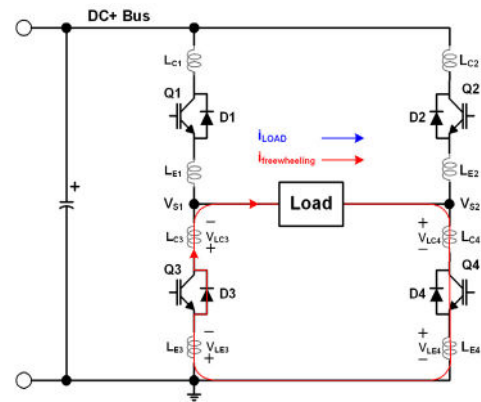 DC+ Bus
LC1
LC2
Q1
Q2
D1
D2
iLOAD
ifreewheeling
LE1
LE2
VS1
Load
VS2
LC3
−
VLC3
+
+
VLC4
−
LC4
Q3
Q4
D3
D4
LE3
−
VLE3
+
+
VLE4
−
LE4
+